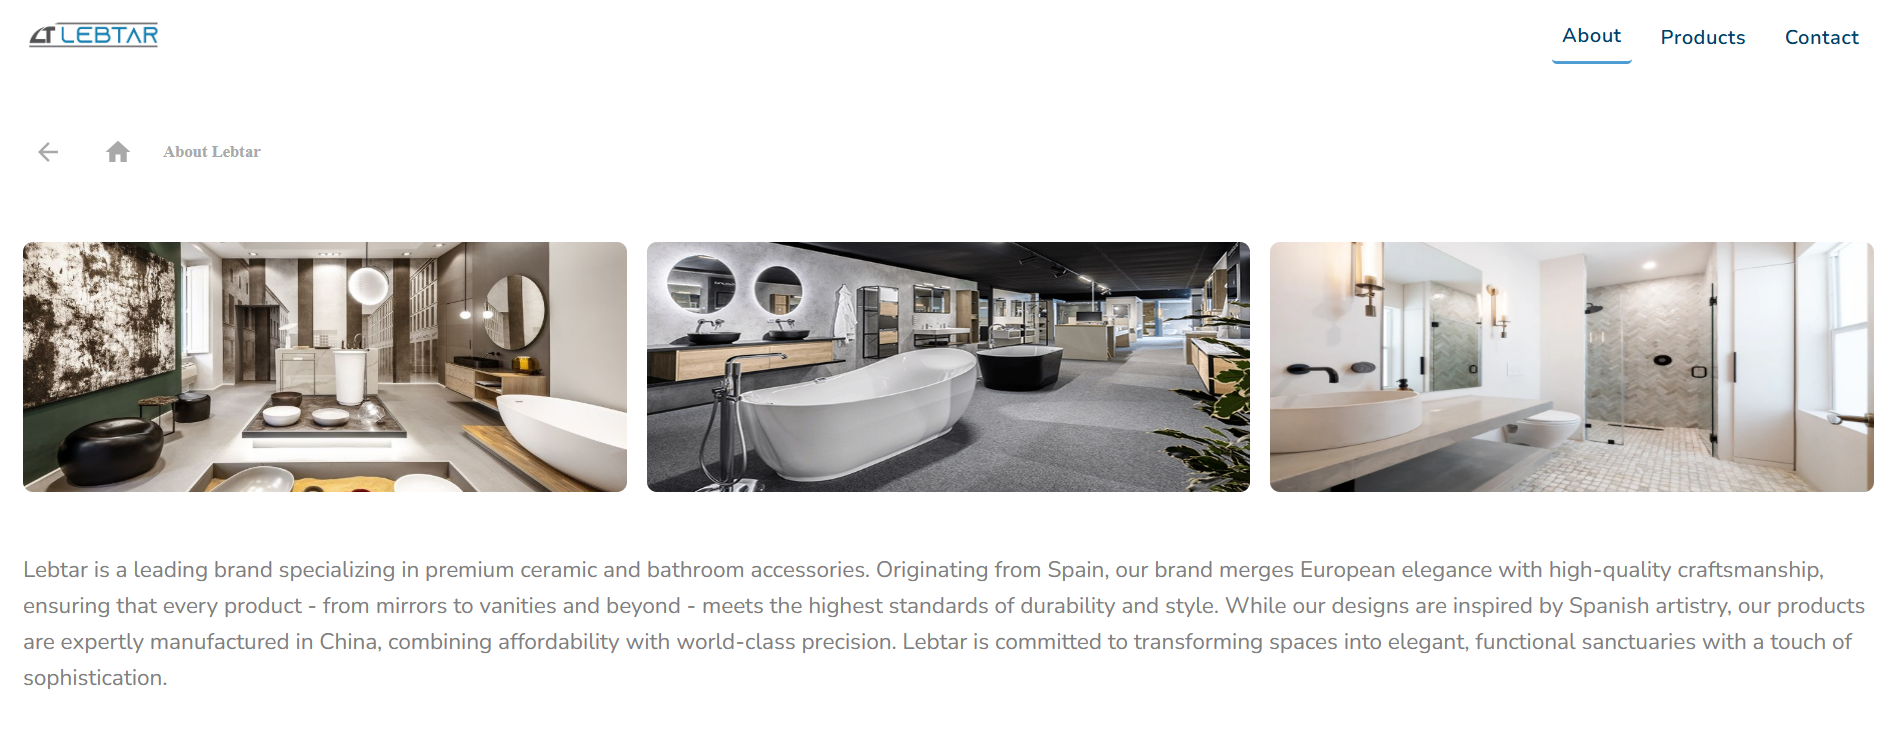 LT LEBTAR
About
Products
Contact
About Lebtar
Lebtar is a leading brand specializing in premium ceramic and bathroom accessories. Originating from Spain, our brand merges European elegance with high-quality craftsmanship,
ensuring that every product - from mirrors to vanities and beyond - meets the highest standards of durability and style. While our designs are inspired by Spanish artistry, our products
are expertly manufactured in China, combining affordability with world-class precision. Lebtar is committed to transforming spaces into elegant, functional sanctuaries with a touch of
sophistication.